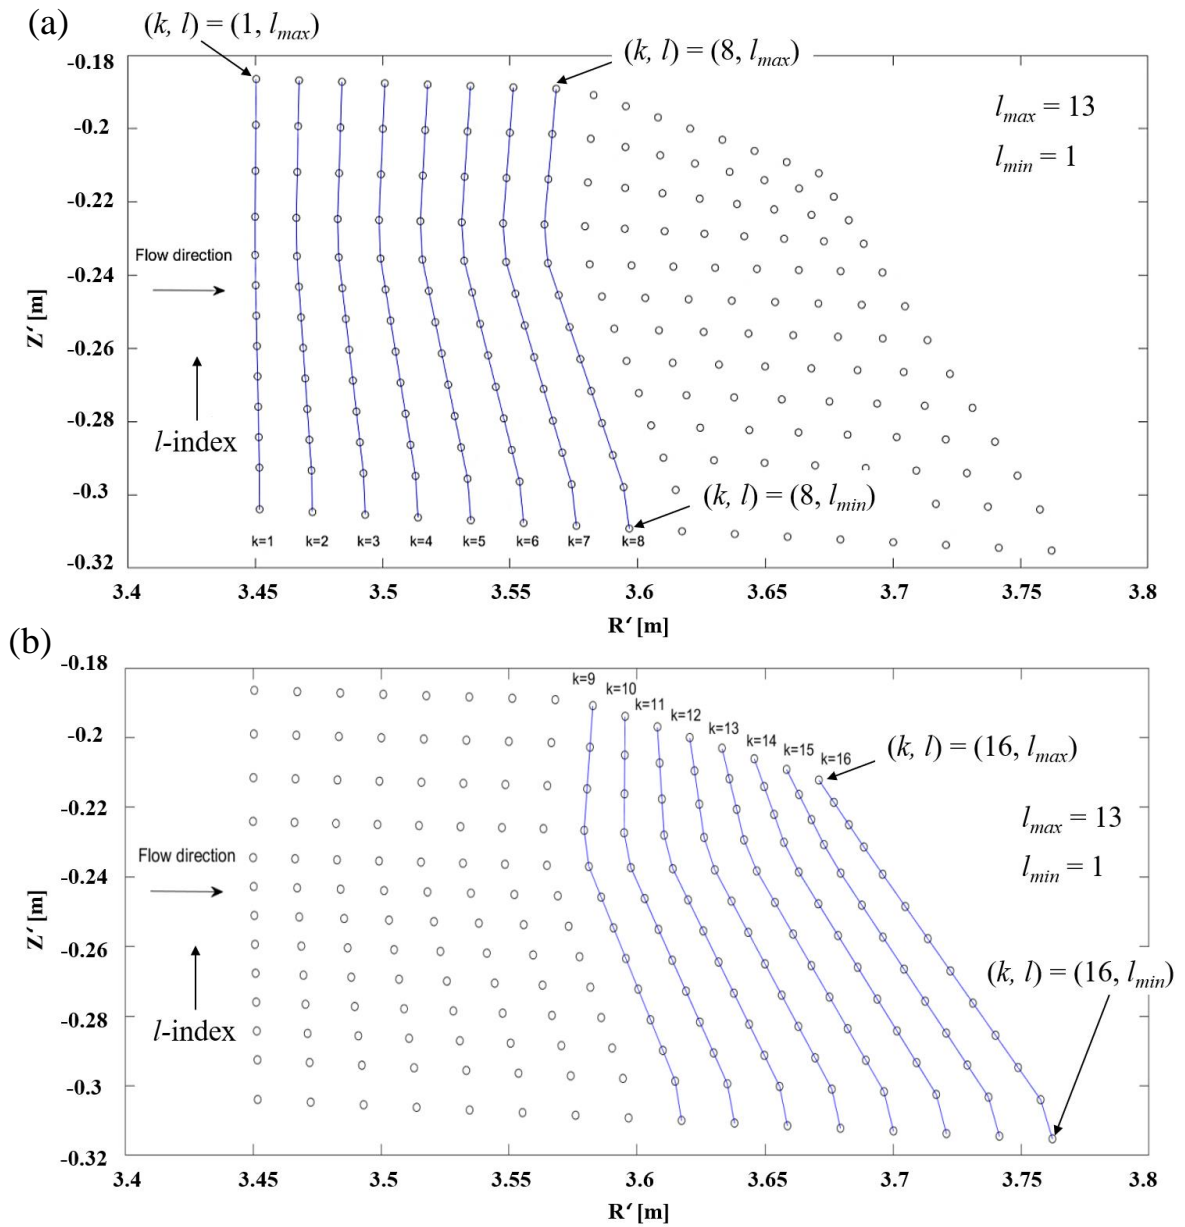 (a)
(k, l) = (1, lmax)
(k, l) = (8, lmax)
-0.18
-0.2
-0.22
-0.24
-0.26
-0.28
-0.3
-0.32
Z‘ [m]
lmax = 13
lmin = 1
Flow direction
l-index
(k, l) = (8, lmin)
k=1 k=2 k=3 k=4 k=5 k=6 k=7 k=8
3.4 3.45 3.5 3.55 3.6 3.65 3.7 3.75 3.8
R‘ [m]
(b)
-0.18
-0.2
-0.22
-0.24
-0.26
-0.28
-0.3
-0.32
Z‘ [m]
k=9
k=10
k=11
k=12
k=13
k=14
k=15
k=16
(k, l) = (16, lmax)
lmax = 13
lmin = 1
Flow direction
l-index
(k, l) = (16, lmin)
3.4 3.45 3.5 3.55 3.6 3.65 3.7 3.75 3.8
R‘ [m]